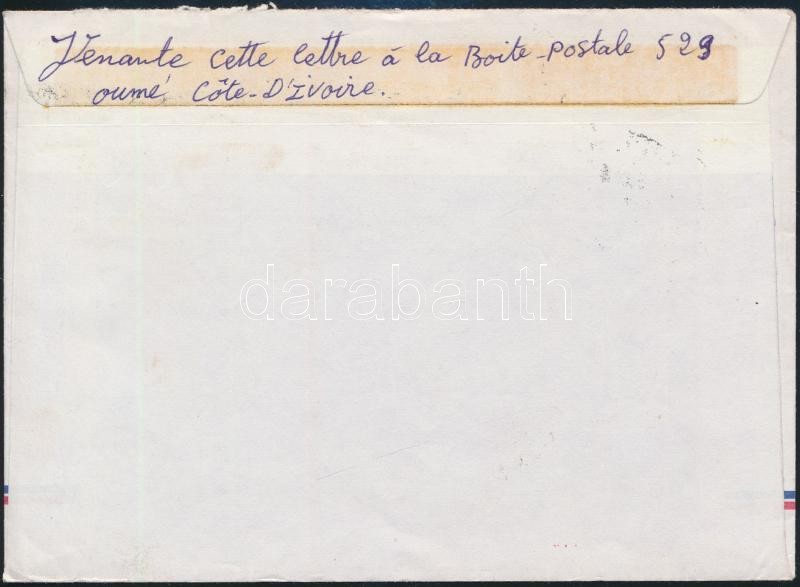 Venante cette lettre à la Boite-Postale 529
oumé Côte-D'Ivoire.
darabanth